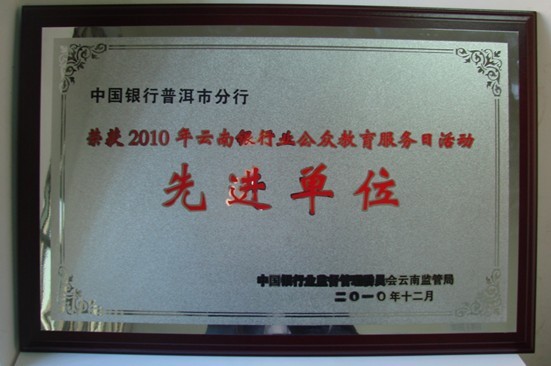 中国银行普洱市分行
荣获2010年云南银行业公众教育服务日活动
先进单位
中国银行业监督管理委员会云南监管局
二〇一〇年十二月